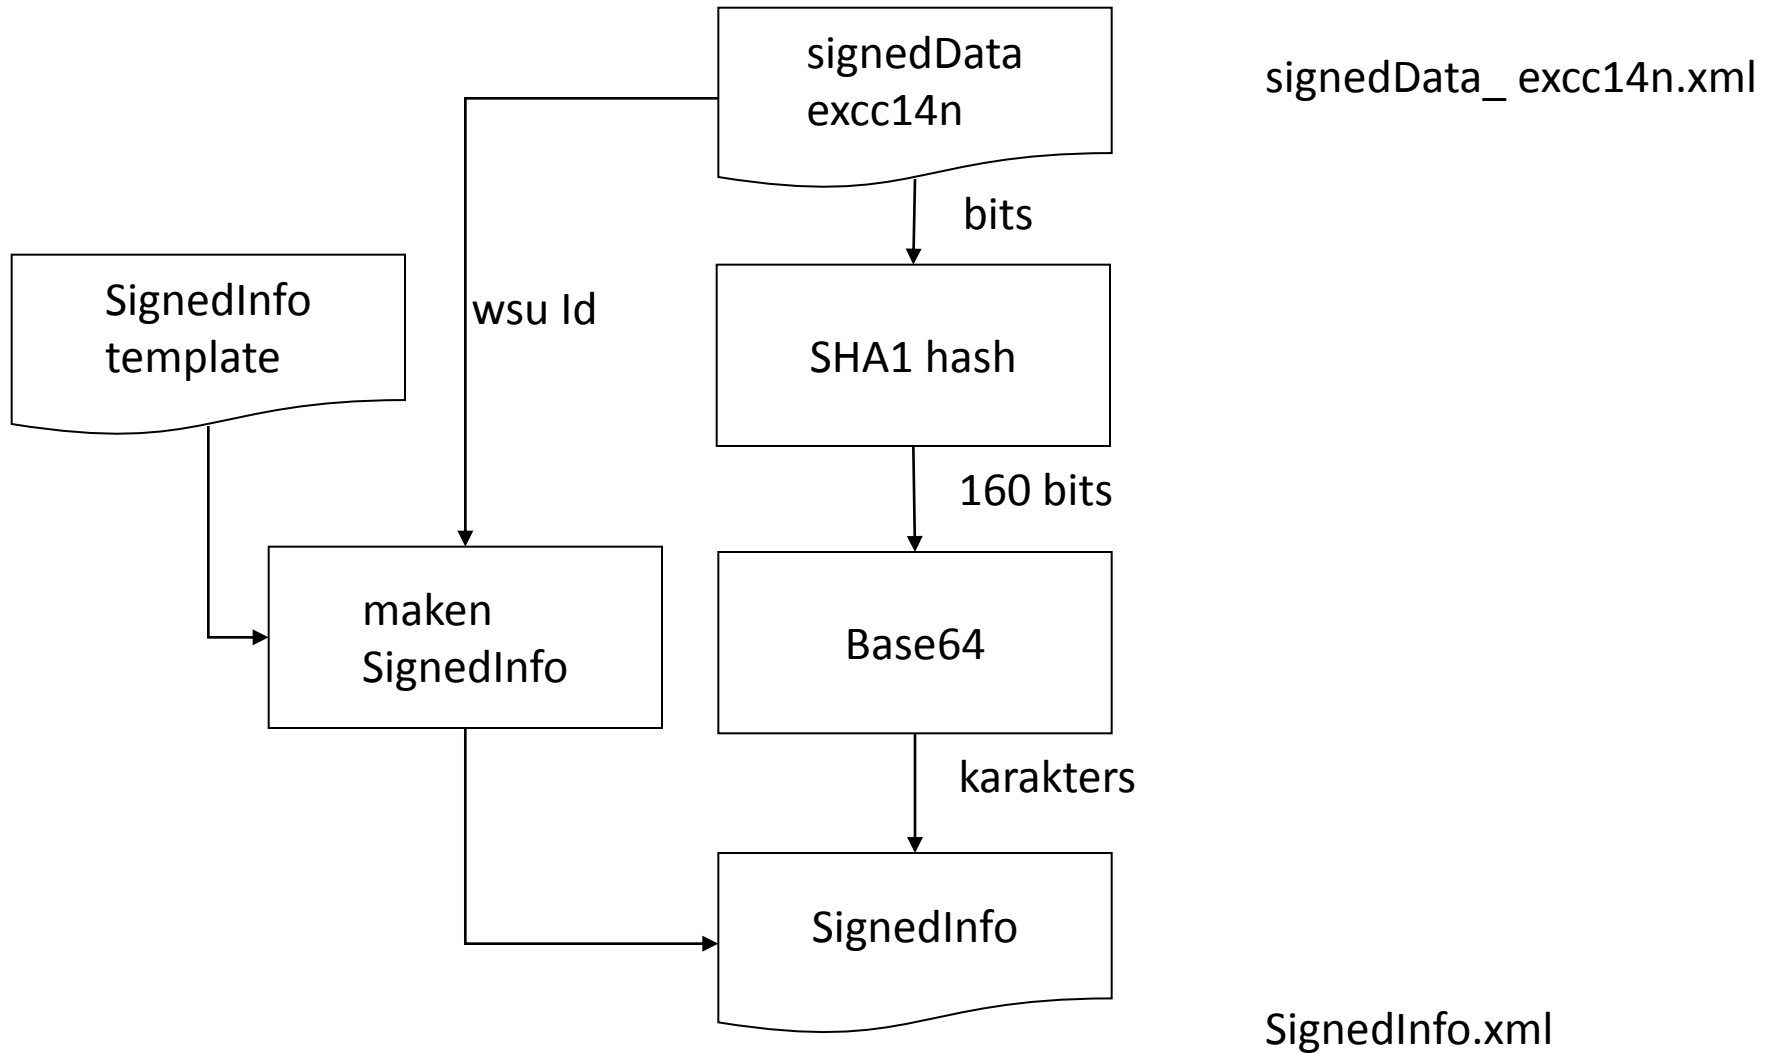 signedData
excc14n
signedData_ excc14n.xml
bits
SignedInfo
template
wsu Id
SHA1 hash
160 bits
maken
SignedInfo
Base64
karakters
SignedInfo
SignedInfo.xml